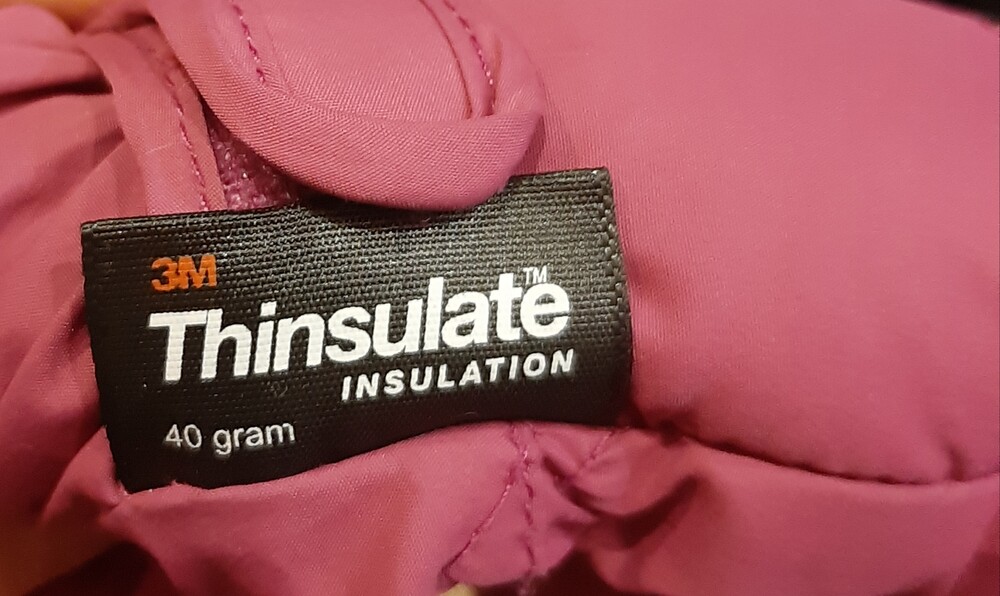 3M
Thinsulate™
INSULATION
40 gram